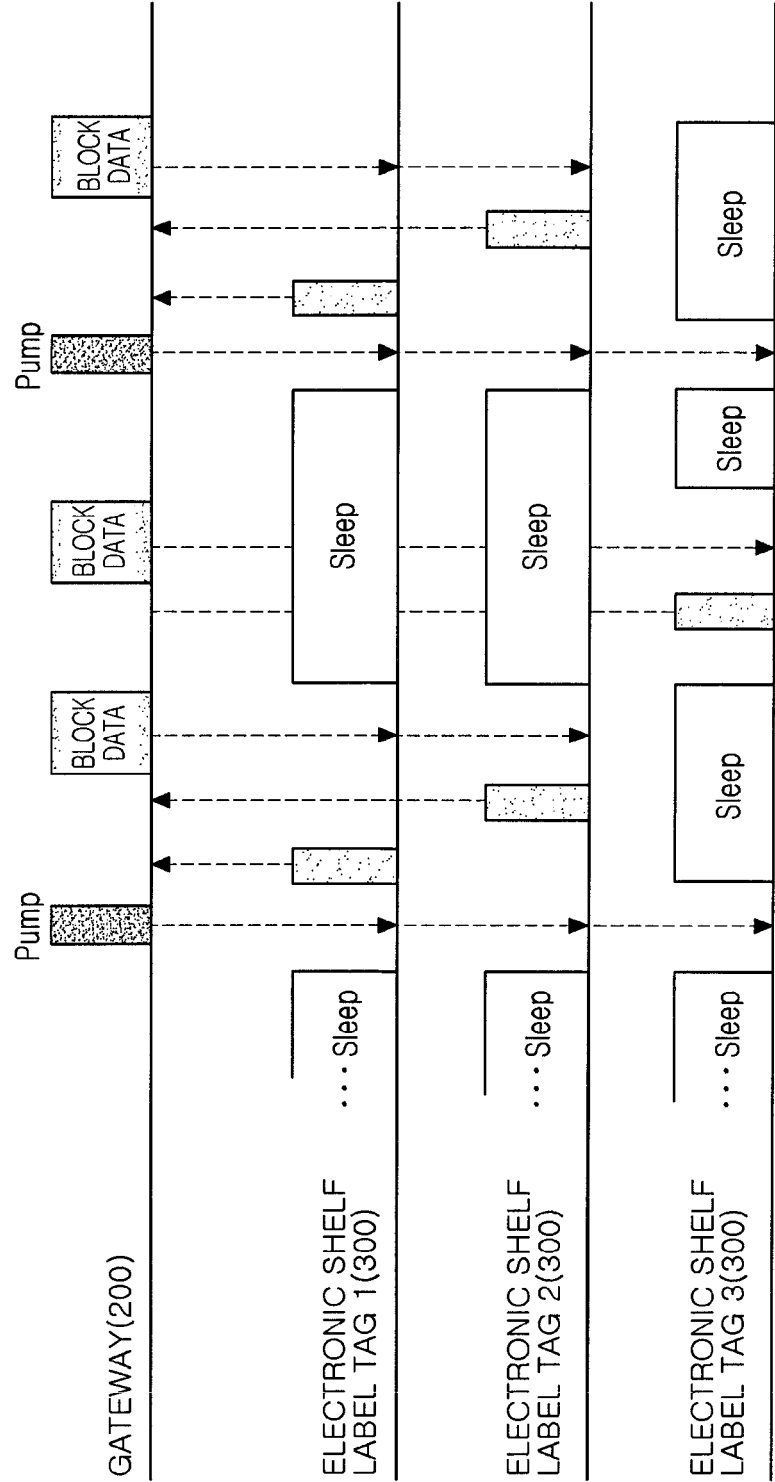 Pump
Pump
BLOCK
DATA
BLOCK
DATA
BLOCK
DATA
GATEWAY(200)
ELECTRONIC SHELF
LABEL TAG 1(300)
···Sleep
Sleep
ELECTRONIC SHELF
LABEL TAG 2(300)
···Sleep
Sleep
ELECTRONIC SHELF
LABEL TAG 3(300)
···Sleep
Sleep
Sleep
Sleep